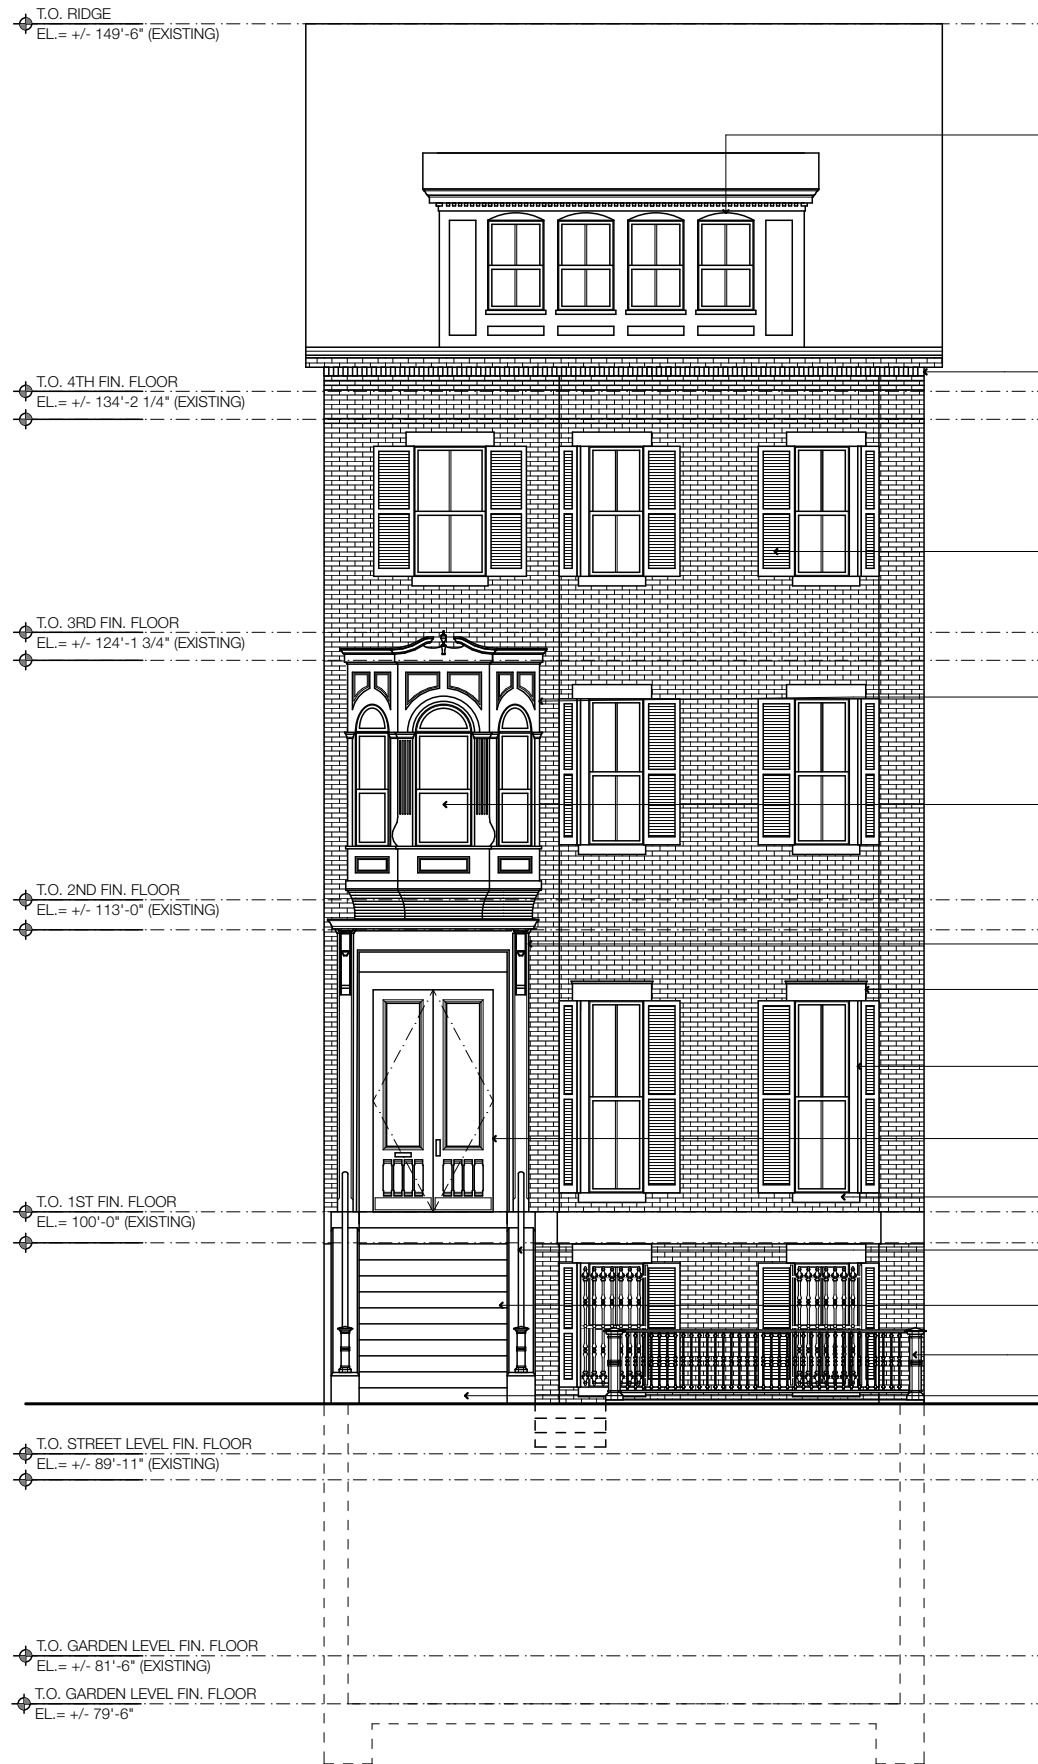 T.O. RIDGE
EL.= +/- 149'-6" (EXISTING)
T.O. 4TH FIN. FLOOR
EL.= +/- 134'-2 1/4" (EXISTING)
T.O. 3RD FIN. FLOOR
EL.= +/- 124'-1 3/4" (EXISTING)
T.O. 2ND FIN. FLOOR
EL.= +/- 113'-0" (EXISTING)
T.O. 1ST FIN. FLOOR
EL.= 100'-0" (EXISTING)
T.O. STREET LEVEL FIN. FLOOR
EL.= +/- 89'-11" (EXISTING)
T.O. GARDEN LEVEL FIN. FLOOR
EL.= +/- 81'-6" (EXISTING)
T.O. GARDEN LEVEL FIN. FLOOR
EL.= +/- 79'-6"